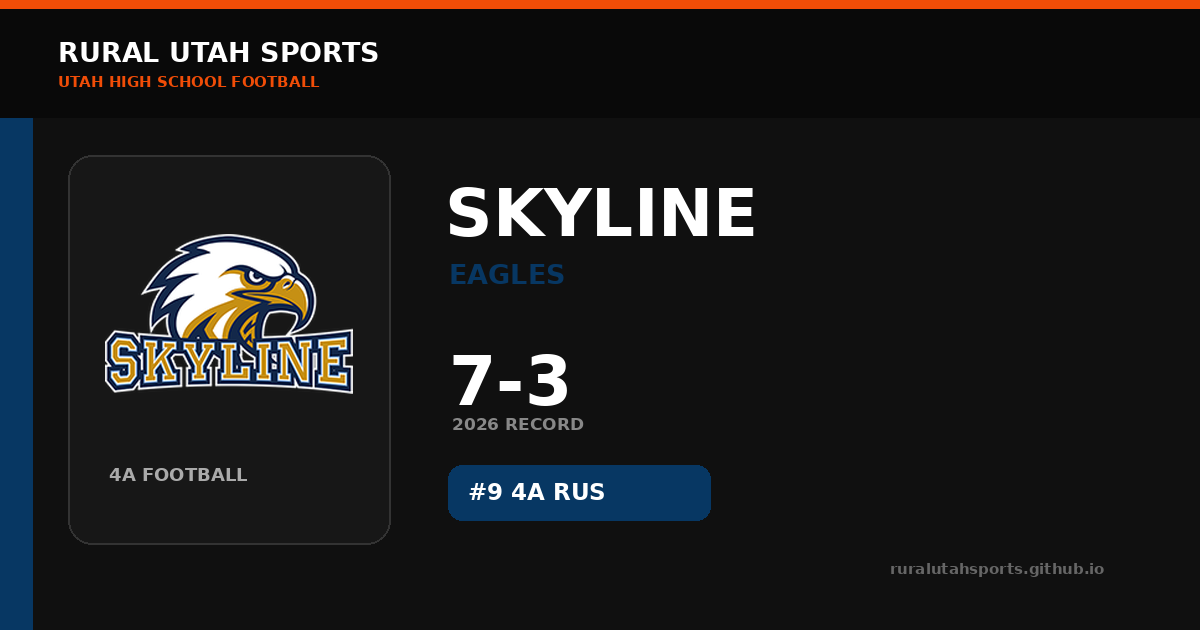 RURAL UTAH SPORTS
UTAH HIGH SCHOOL FOOTBALL
SKYLINE
4A FOOTBALL
SKYLINE
EAGLES
7-3
2026 RECORD
#9 4A RUS
ruralutahsports.github.io